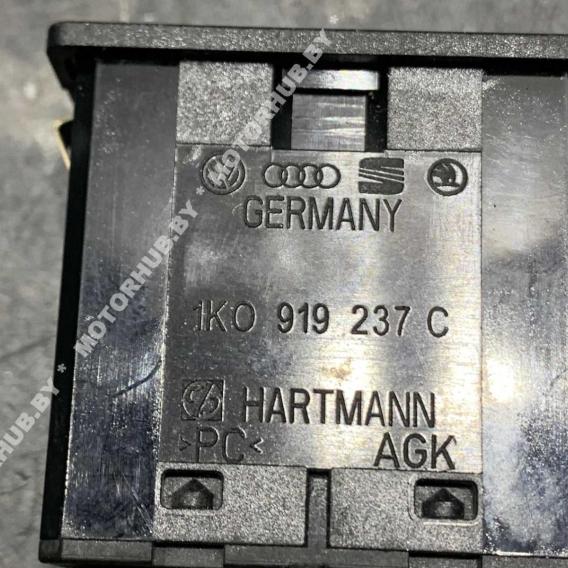 GERMANY
1K0 919 237 C
HARTMANN
>PC< AGK
MOTORHUB.BY * MOTORHUB.BY * MOTORHUB.BY